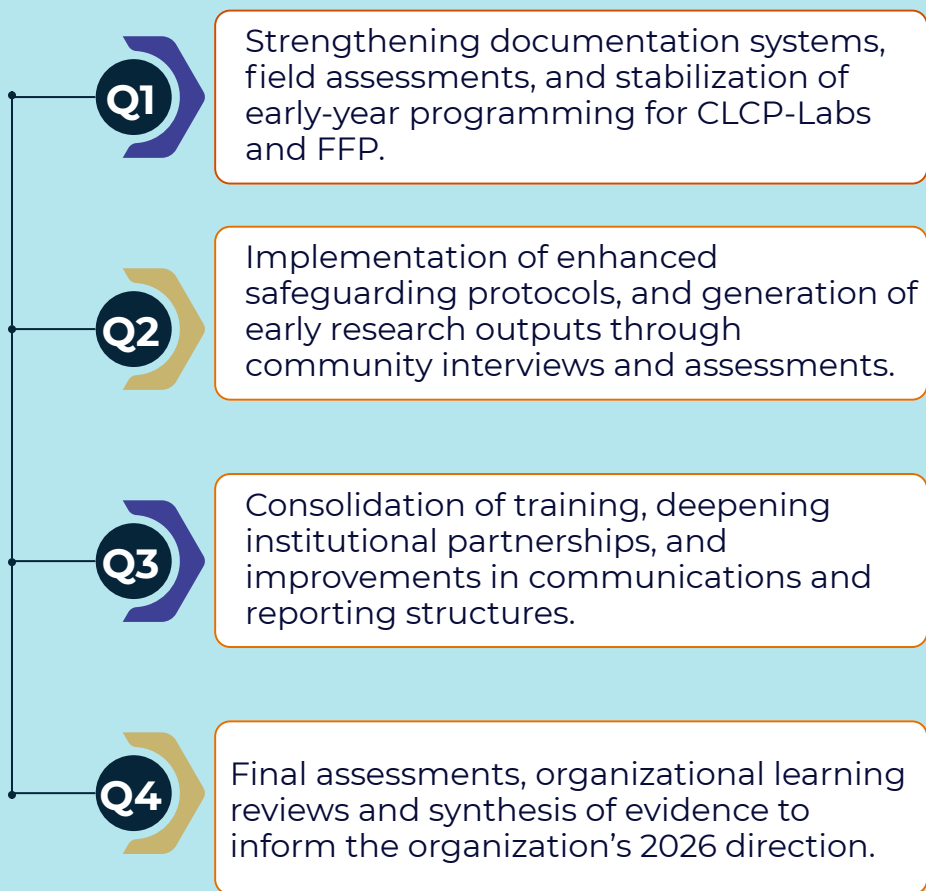 Q1
Strengthening documentation systems,
field assessments, and stabilization of
early-year programming for CLCP-Labs
and FFP.
Q2
Implementation of enhanced
safeguarding protocols, and generation of
early research outputs through
community interviews and assessments.
Q3
Consolidation of training, deepening
institutional partnerships, and
improvements in communications and
reporting structures.
Q4
Final assessments, organizational learning
reviews and synthesis of evidence to
inform the organization’s 2026 direction.